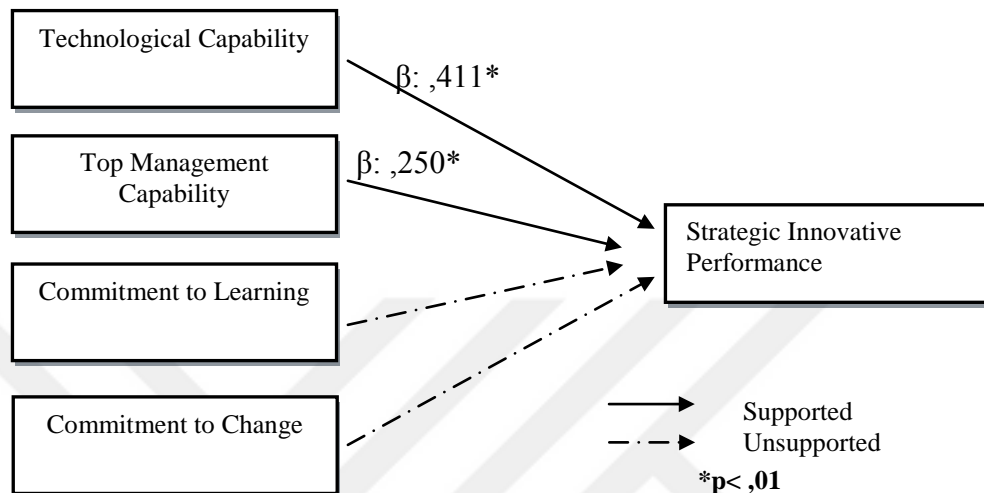 Technological Capability
β: ,411*
Top Management
Capability
β: ,250*
Strategic Innovative
Performance
Commitment to Learning
Commitment to Change
Supported
Unsupported
*p< ,01